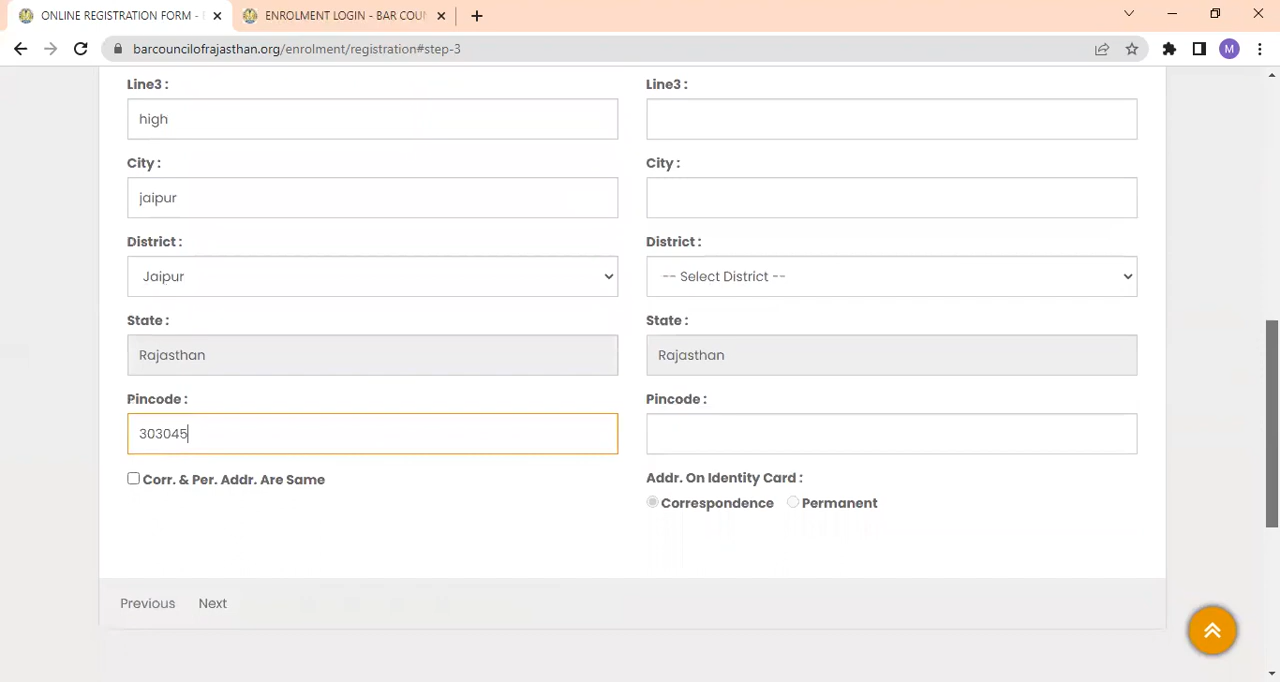 ONLINE REGISTRATION FORM -
ENROLMENT LOGIN - BAR COU
barcouncilofrajasthan.org/enrolment/registration#step-3
M
Line3 :
Line3 :
high
City :
City :
jaipur
District :
District :
Jaipur
-- Select District --
State :
State :
Rajasthan
Rajasthan
Pincode :
Pincode :
303045
Corr. & Per. Addr. Are Same
Addr. On Identity Card :
Correspondence
Permanent
Previous
Next